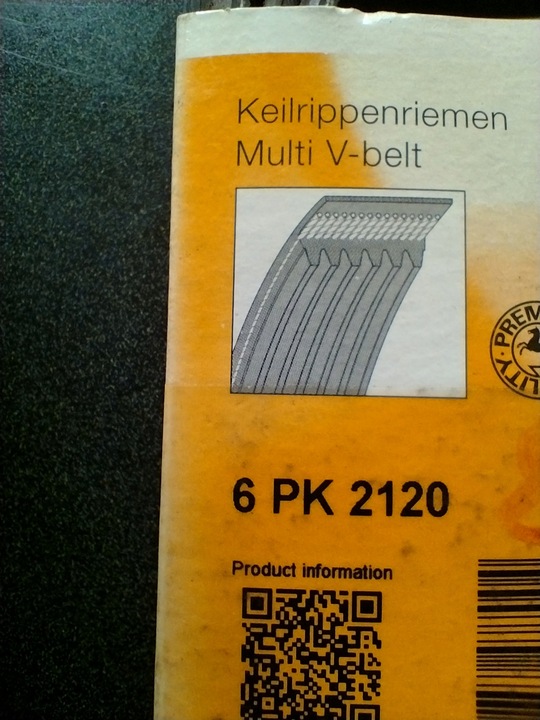 Keilrippenriemen
Multi V-belt
6 PK 2120
Product information